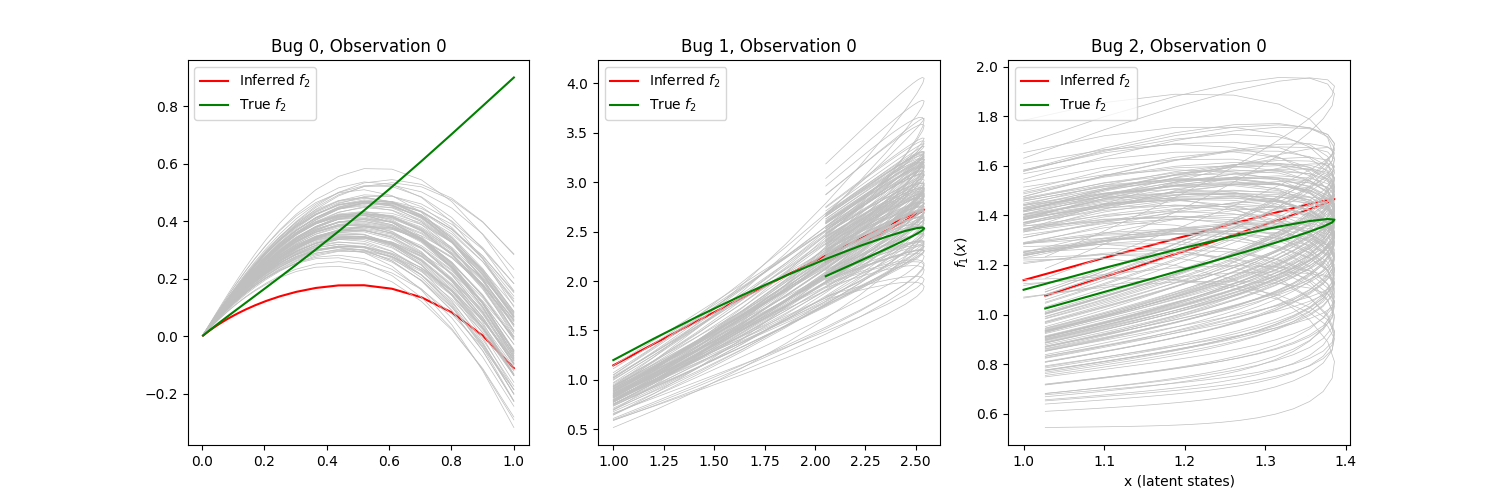 Bug 0, Observation 0
Inferred f₂
True f₂
0.8
0.6
0.4
0.2
0.0
−0.2
0.0 0.2 0.4 0.6 0.8 1.0
Bug 1, Observation 0
Inferred f₂
True f₂
4.0
3.5
3.0
2.5
2.0
1.5
1.0
0.5
1.00 1.25 1.50 1.75 2.00 2.25 2.50
Bug 2, Observation 0
Inferred f₂
True f₂
f₁(x)
2.0
1.8
1.6
1.4
1.2
1.0
0.8
0.6
1.0 1.1 1.2 1.3 1.4
x (latent states)